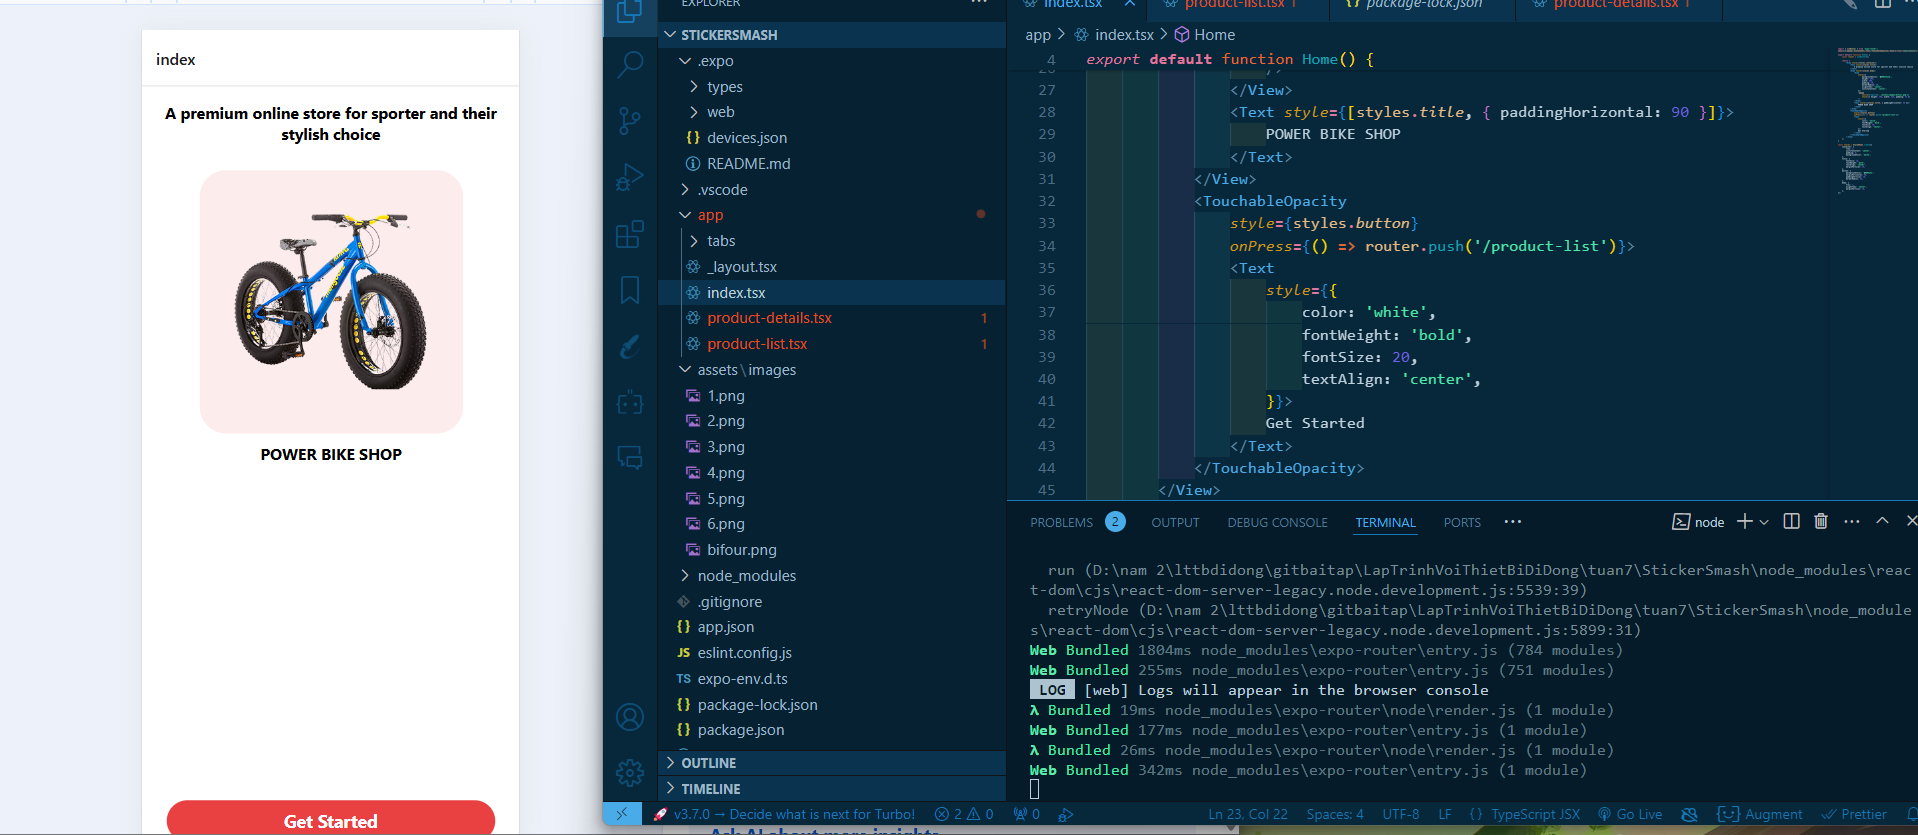 index
A premium online store for sporter and their
stylish choice
POWER BIKE SHOP
Get Started
EXPLORER
STICKERSMASH
.expo
types
web
devices.json
README.md
.vscode
app
tabs
_layout.tsx
index.tsx
product-details.tsx 1
product-list.tsx 1
assets\images
1.png
2.png
3.png
4.png
5.png
6.png
bifour.png
node_modules
.gitignore
app.json
eslint.config.js
expo-env.d.ts
package-lock.json
package.json
OUTLINE
TIMELINE
index.tsx product-list.tsx 1 package-lock.json product-details.tsx 1
app > index.tsx > Home
4 export default function Home() {
27 </View>
28 <Text style={[styles.title, { paddingHorizontal: 90 }]}>
29 POWER BIKE SHOP
30 </Text>
31 </View>
32 <TouchableOpacity
33 style={styles.button}
34 onPress={() => router.push('/product-list')}>
35 <Text
36 style={{
37 color: 'white',
38 fontWeight: 'bold',
39 fontSize: 20,
40 textAlign: 'center',
41 }}>
42 Get Started
43 </Text>
44 </TouchableOpacity>
45 </View>
PROBLEMS 2 OUTPUT DEBUG CONSOLE TERMINAL PORTS ··· node
run (D:\nam 2\lttbdidong\gitbaitap\LapTrinhVoiThietBiDiDong\tuan7\StickerSmash\node_modules\reac
t-dom\cjs\react-dom-server-legacy.node.development.js:5539:39)
retryNode (D:\nam 2\lttbdidong\gitbaitap\LapTrinhVoiThietBiDiDong\tuan7\StickerSmash\node_module
s\react-dom\cjs\react-dom-server-legacy.node.development.js:5899:31)
Web Bundled 1804ms node_modules\expo-router\entry.js (784 modules)
Web Bundled 255ms node_modules\expo-router\entry.js (751 modules)
LOG [web] Logs will appear in the browser console
λ Bundled 19ms node_modules\expo-router\node\render.js (1 module)
Web Bundled 177ms node_modules\expo-router\entry.js (1 module)
λ Bundled 26ms node_modules\expo-router\node\render.js (1 module)
Web Bundled 342ms node_modules\expo-router\entry.js (1 module)
v3.7.0 → Decide what is next for Turbo! 2 0 0 Ln 23, Col 22 Spaces: 4 UTF-8 LF {} TypeScript JSX Go Live Augment Prettier
Ask AI about more insights